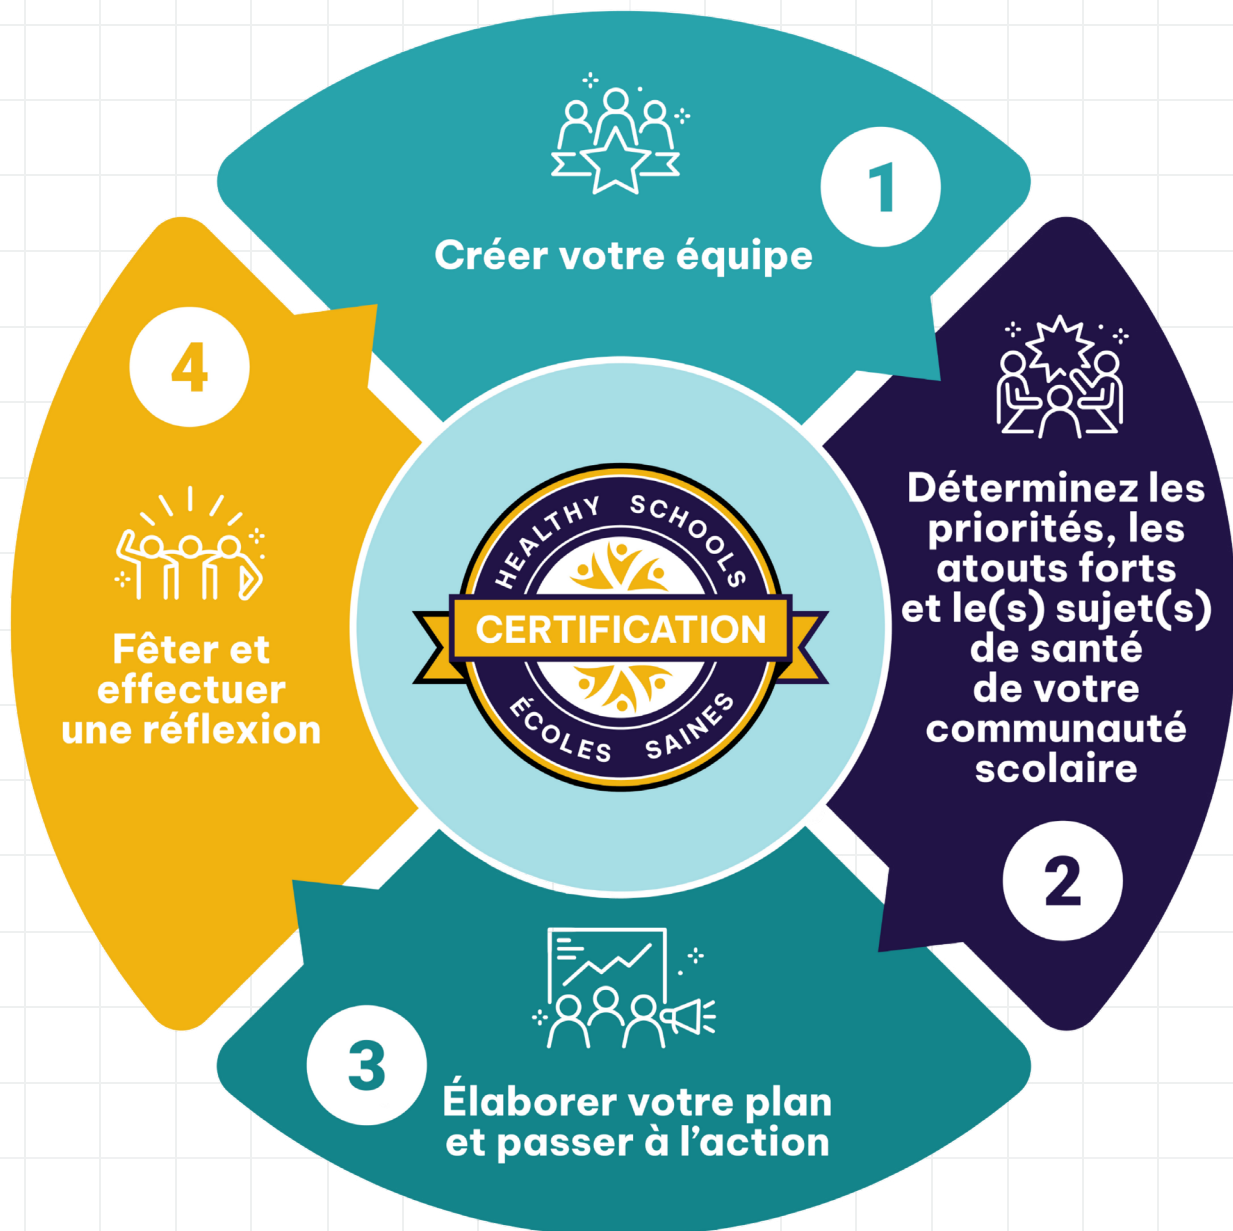 1
Créer votre équipe
2
Déterminez les
priorités, les
atouts forts
et le(s) sujet(s)
de santé
de votre
communauté
scolaire
3
Élaborer votre plan
et passer à l’action
4
Fêter et
effectuer
une réflexion
HEALTHY SCHOOLS
CERTIFICATION
ÉCOLES SAINES